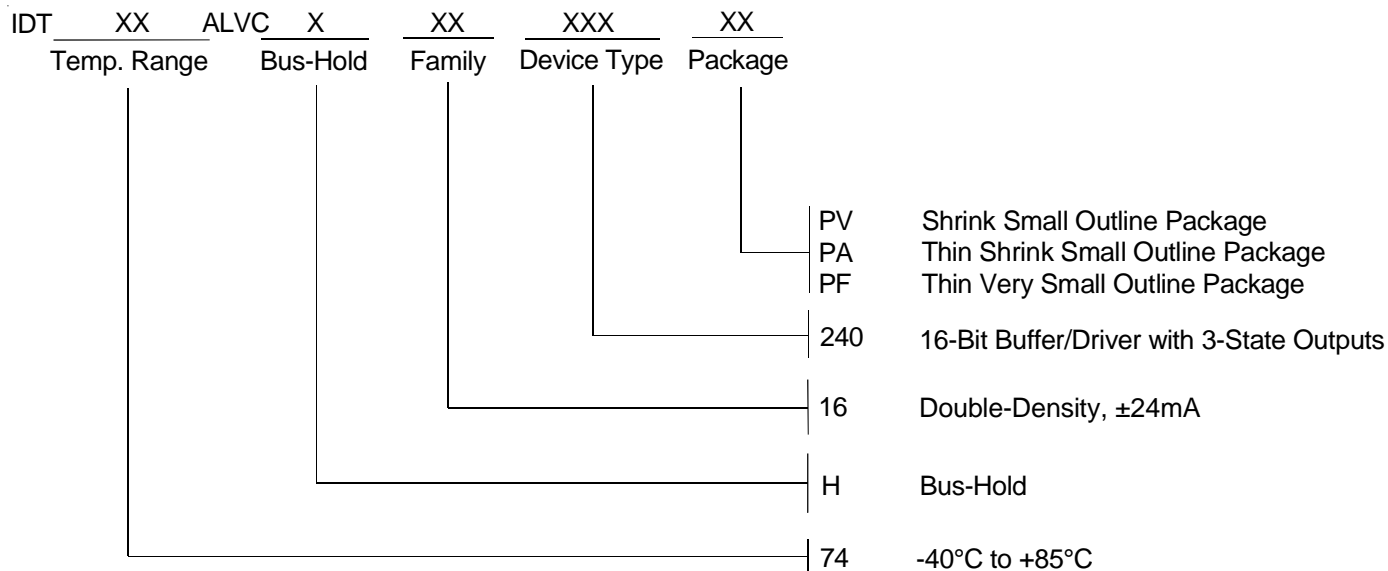 IDT XX ALVC X XX XXX XX
Temp. Range Bus-Hold Family Device Type Package
PV Shrink Small Outline Package
PA Thin Shrink Small Outline Package
PF Thin Very Small Outline Package
240 16-Bit Buffer/Driver with 3-State Outputs
16 Double-Density, ±24mA
H Bus-Hold
74 -40°C to +85°C